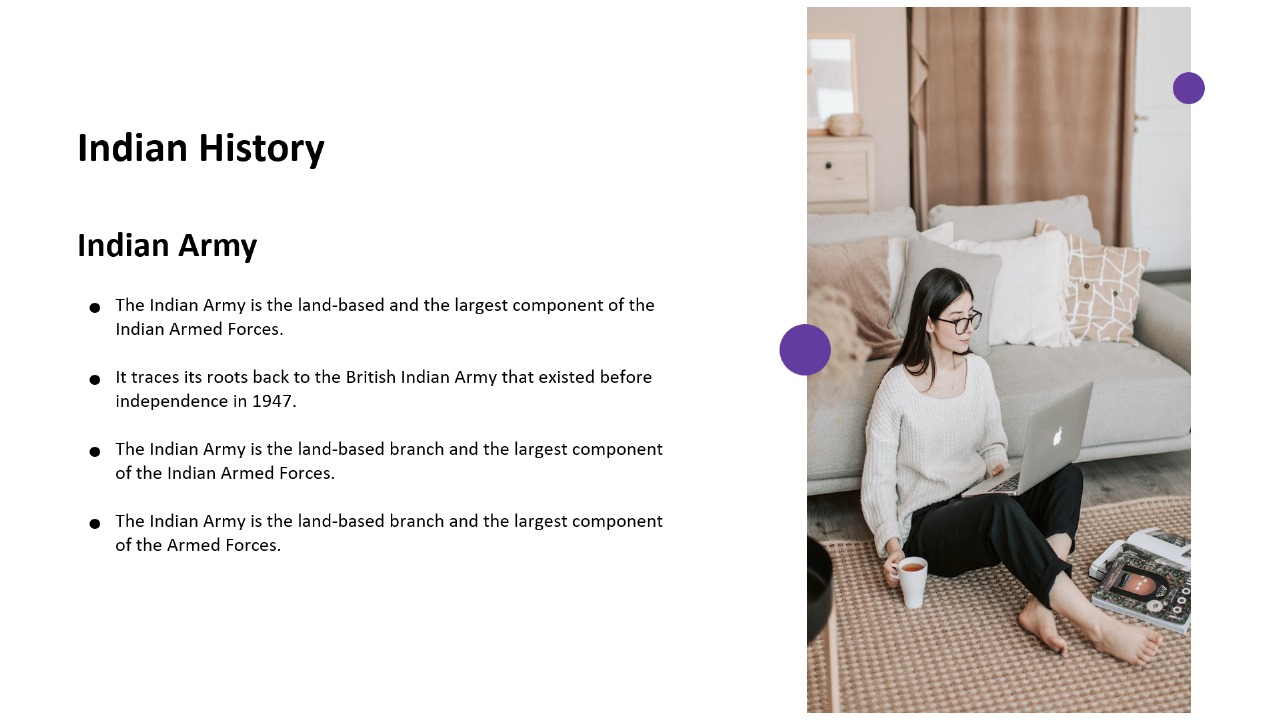 Indian History
Indian Army
The Indian Army is the land-based and the largest component of the
Indian Armed Forces.
It traces its roots back to the British Indian Army that existed before
independence in 1947.
The Indian Army is the land-based branch and the largest component
of the Indian Armed Forces.
The Indian Army is the land-based branch and the largest component
of the Armed Forces.